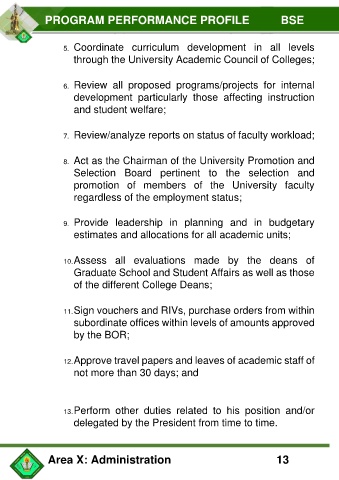 PROGRAM PERFORMANCE PROFILE BSE
5. Coordinate curriculum development in all levels
through the University Academic Council of Colleges;
6. Review all proposed programs/projects for internal
development particularly those affecting instruction
and student welfare;
7. Review/analyze reports on status of faculty workload;
8. Act as the Chairman of the University Promotion and
Selection Board pertinent to the selection and
promotion of members of the University faculty
regardless of the employment status;
9. Provide leadership in planning and in budgetary
estimates and allocations for all academic units;
10. Assess all evaluations made by the deans of
Graduate School and Student Affairs as well as those
of the different College Deans;
11. Sign vouchers and RIVs, purchase orders from within
subordinate offices within levels of amounts approved
by the BOR;
12. Approve travel papers and leaves of academic staff of
not more than 30 days; and
13. Perform other duties related to his position and/or
delegated by the President from time to time.
Area X: Administration 13